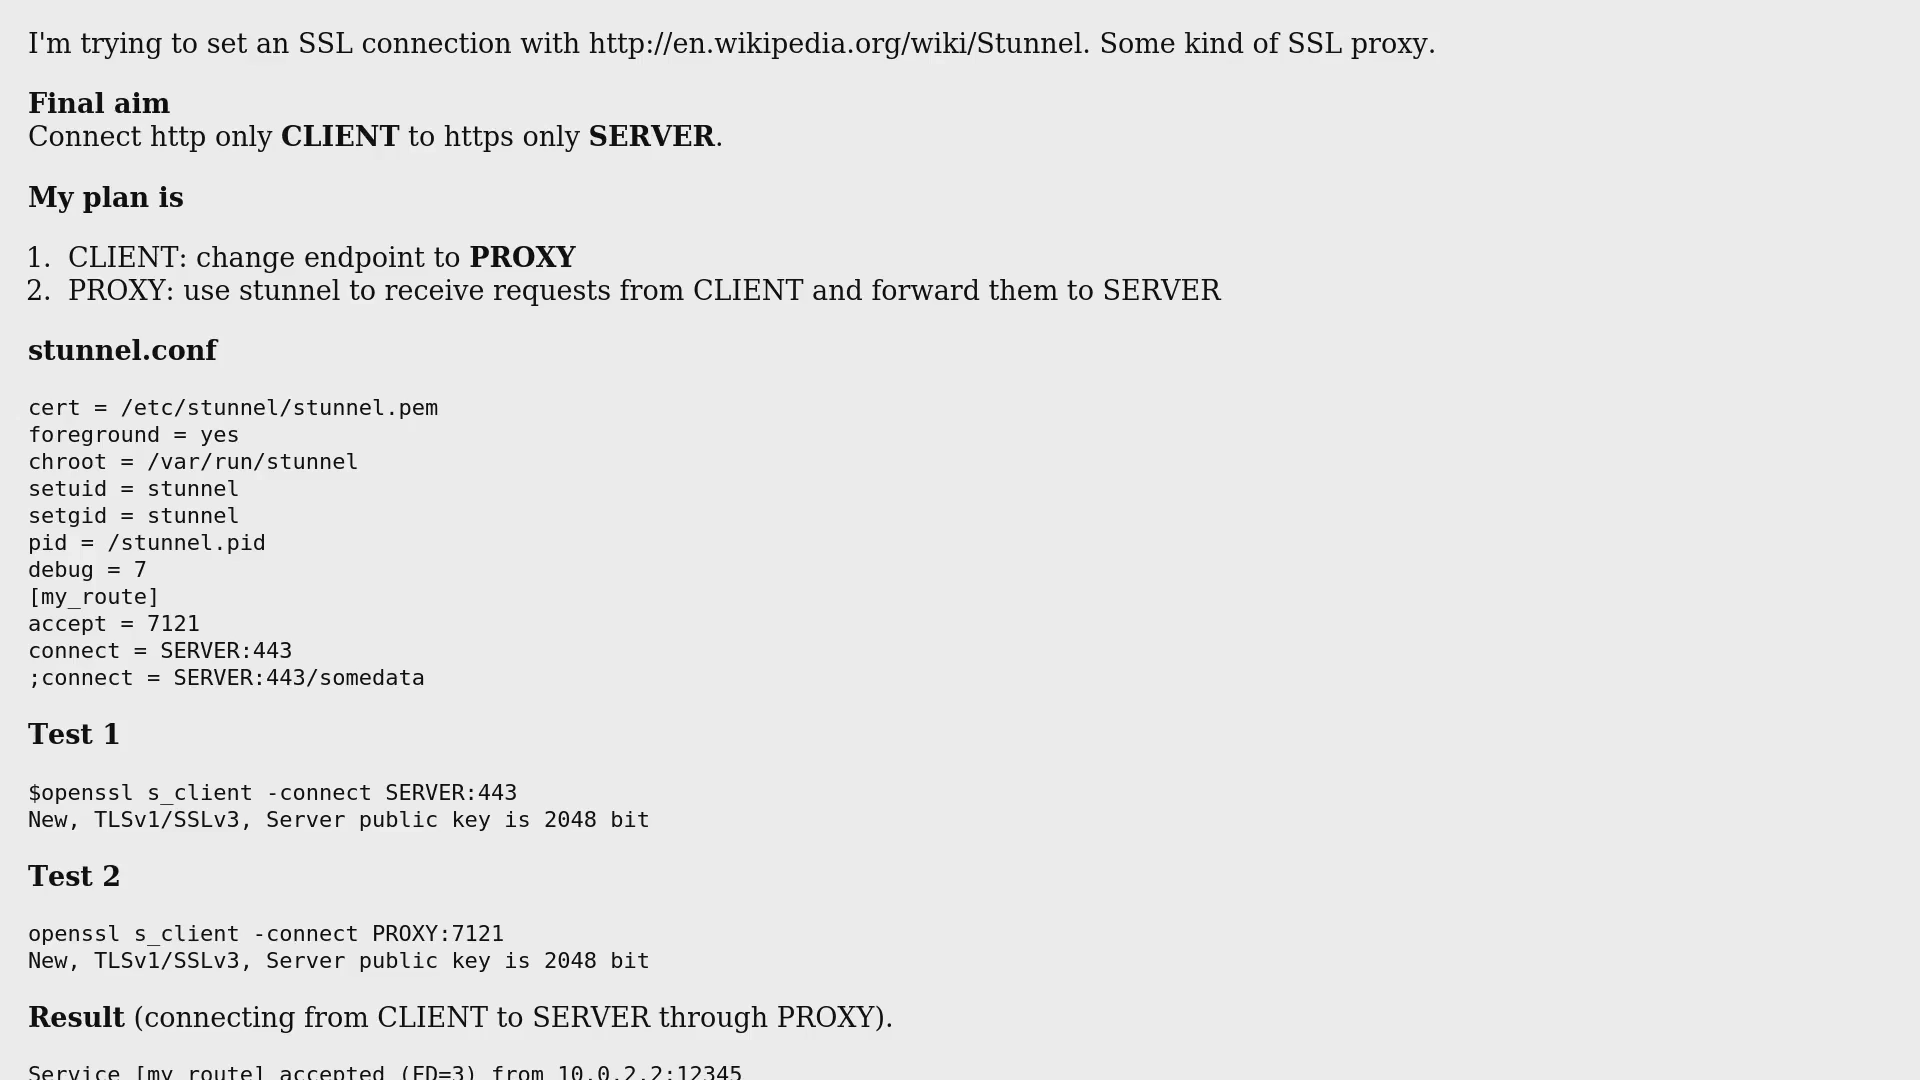 I'm trying to set an SSL connection with http://en.wikipedia.org/wiki/Stunnel. Some kind of SSL proxy.
Final aim
Connect http only CLIENT to https only SERVER.
My plan is
1. CLIENT: change endpoint to PROXY
2. PROXY: use stunnel to receive requests from CLIENT and forward them to SERVER
stunnel.conf
cert = /etc/stunnel/stunnel.pem
foreground = yes
chroot = /var/run/stunnel
setuid = stunnel
setgid = stunnel
pid = /stunnel.pid
debug = 7
[my_route]
accept = 7121
connect = SERVER:443
;connect = SERVER:443/somedata
Test 1
$openssl s_client -connect SERVER:443
New, TLSv1/SSLv3, Server public key is 2048 bit
Test 2
openssl s_client -connect PROXY:7121
New, TLSv1/SSLv3, Server public key is 2048 bit
Result (connecting from CLIENT to SERVER through PROXY).
Service [my_route] accepted (FD=3) from 10.0.2.2:12345